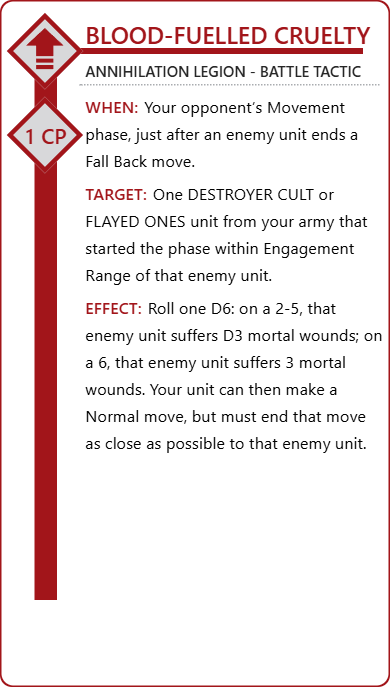 BLOOD-FUELLED CRUELTY
ANNIHILATION LEGION - BATTLE TACTIC
1 CP
WHEN: Your opponent’s Movement
phase, just after an enemy unit ends a
Fall Back move.
TARGET: One DESTROYER CULT or
FLAYED ONES unit from your army that
started the phase within Engagement
Range of that enemy unit.
EFFECT: Roll one D6: on a 2-5, that
enemy unit suffers D3 mortal wounds; on
a 6, that enemy unit suffers 3 mortal
wounds. Your unit can then make a
Normal move, but must end that move
as close as possible to that enemy unit.